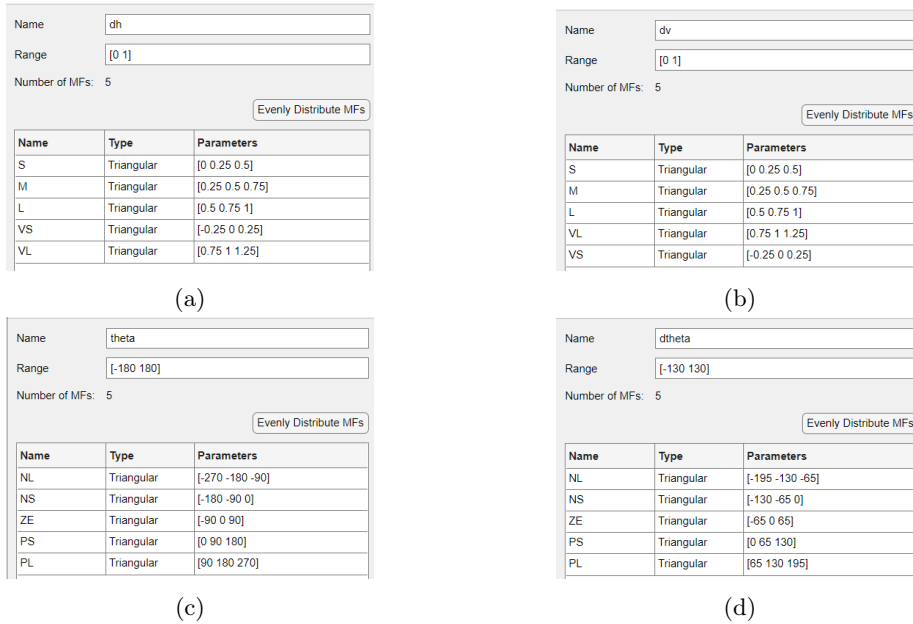 Name dh
Range [0 1]
Number of MFs: 5
Evenly Distribute MFs
Name Type Parameters
S Triangular [0 0.25 0.5]
M Triangular [0.25 0.5 0.75]
L Triangular [0.5 0.75 1]
VS Triangular [-0.25 0 0.25]
VL Triangular [0.75 1 1.25]
(a)
Name dv
Range [0 1]
Number of MFs: 5
Evenly Distribute MFs
Name Type Parameters
S Triangular [0 0.25 0.5]
M Triangular [0.25 0.5 0.75]
L Triangular [0.5 0.75 1]
VL Triangular [0.75 1 1.25]
VS Triangular [-0.25 0 0.25]
(b)
Name theta
Range [-180 180]
Number of MFs: 5
Evenly Distribute MFs
Name Type Parameters
NL Triangular [-270 -180 -90]
NS Triangular [-180 -90 0]
ZE Triangular [-90 0 90]
PS Triangular [0 90 180]
PL Triangular [90 180 270]
(c)
Name dtheta
Range [-130 130]
Number of MFs: 5
Evenly Distribute MFs
Name Type Parameters
NL Triangular [-195 -130 -65]
NS Triangular [-130 -65 0]
ZE Triangular [-65 0 65]
PS Triangular [0 65 130]
PL Triangular [65 130 195]
(d)